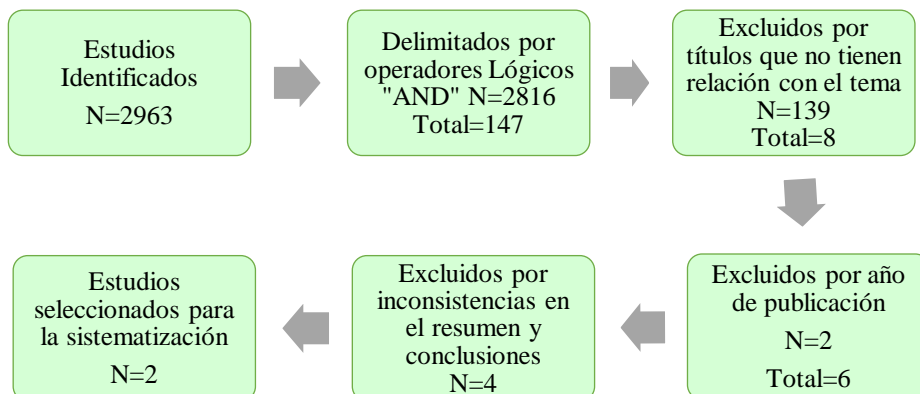 Estudios
Identificados
N=2963
Delimitados por
operadores Lógicos
"AND" N=2816
Total=147
Excluidos por
títulos que no tienen
relación con el tema
N=139
Total=8
Excluidos por año
de publicación
N=2
Total=6
Excluidos por
inconsistencias en
el resumen y
conclusiones
N=4
Estudios
seleccionados para
la sistematización
N=2